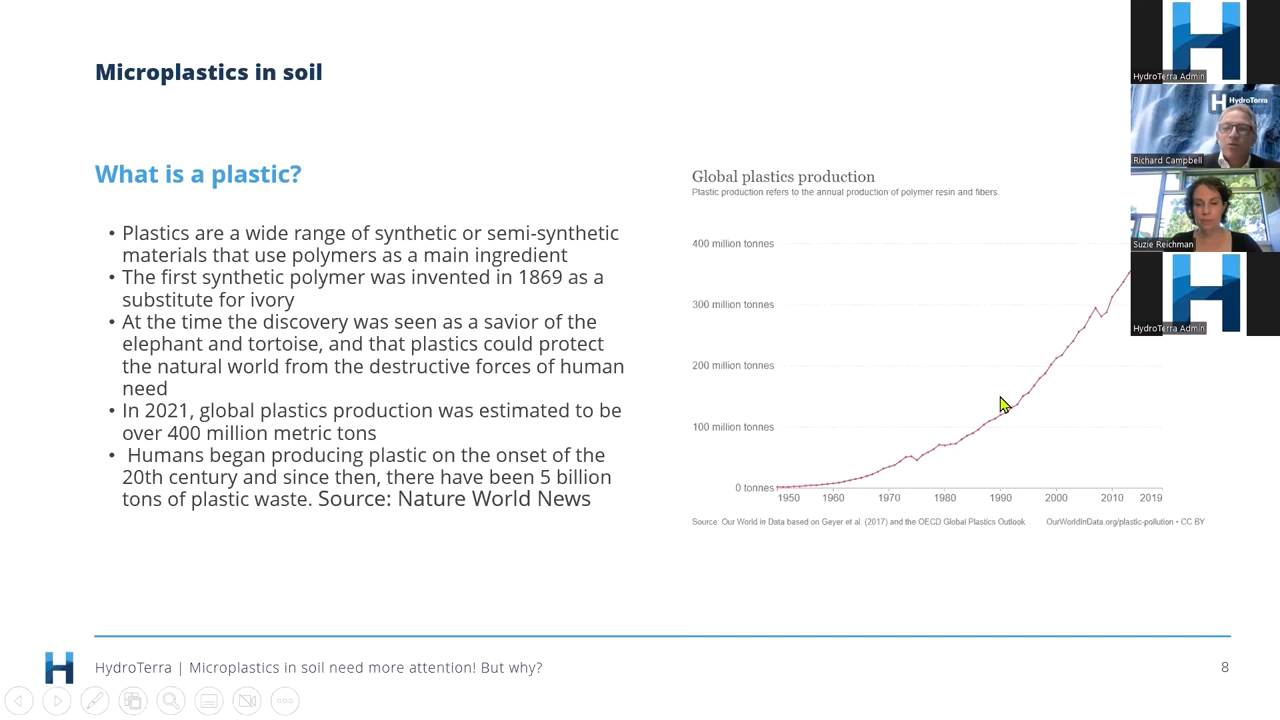 Microplastics in soil
What is a plastic?
• Plastics are a wide range of synthetic or semi-synthetic
materials that use polymers as a main ingredient
• The first synthetic polymer was invented in 1869 as a
substitute for ivory
• At the time the discovery was seen as a savior of the
elephant and tortoise, and that plastics could protect
the natural world from the destructive forces of human
need
• In 2021, global plastics production was estimated to be
over 400 million metric tons
• Humans began producing plastic on the onset of the
20th century and since then, there have been 5 billion
tons of plastic waste. Source: Nature World News
Global plastics production
Plastic production refers to the annual production of polymer resin and fibers.
400 million tonnes
300 million tonnes
200 million tonnes
100 million tonnes
0 tonnes
1950 1960 1970 1980 1990 2000 2010 2019
Source: Our World in Data based on Geyer et al. (2017) and the OECD Global Plastics Outlook
OurWorldInData.org/plastic-pollution • CC BY
HydroTerra Admin
H HydroTerra
Richard Campbell
Suzie Reichman
HydroTerra Admin
HydroTerra | Microplastics in soil need more attention! But why?
8